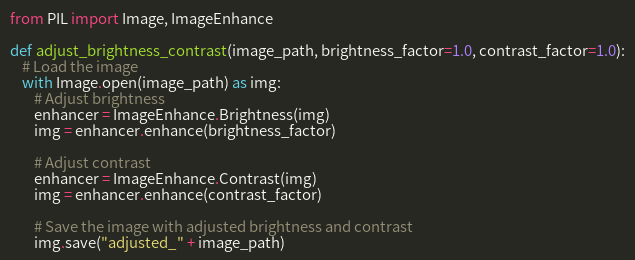 from PIL import Image, ImageEnhance

def adjust_brightness_contrast(image_path, brightness_factor=1.0, contrast_factor=1.0):
    # Load the image
    with Image.open(image_path) as img:
        # Adjust brightness
        enhancer = ImageEnhance.Brightness(img)
        img = enhancer.enhance(brightness_factor)

        # Adjust contrast
        enhancer = ImageEnhance.Contrast(img)
        img = enhancer.enhance(contrast_factor)

        # Save the image with adjusted brightness and contrast
        img.save("adjusted_" + image_path)